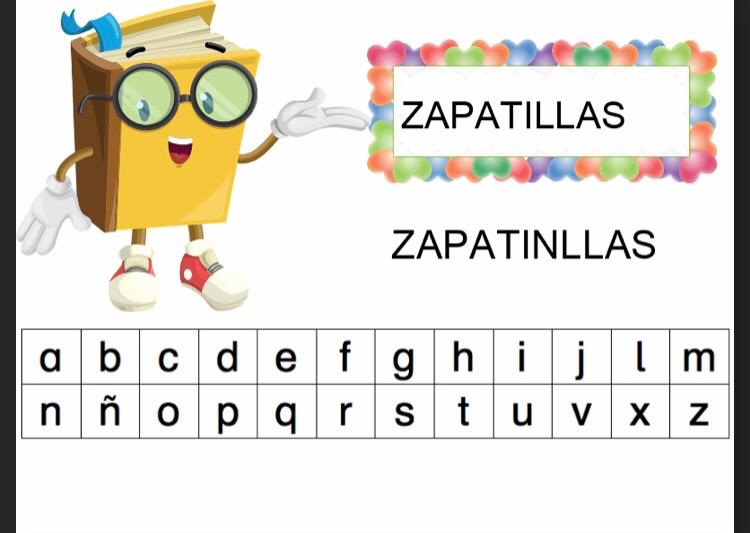 ZAPATILLAS
ZAPATINLLAS
a b c d e f g h i j l m
n ñ o p q r s t u v x z